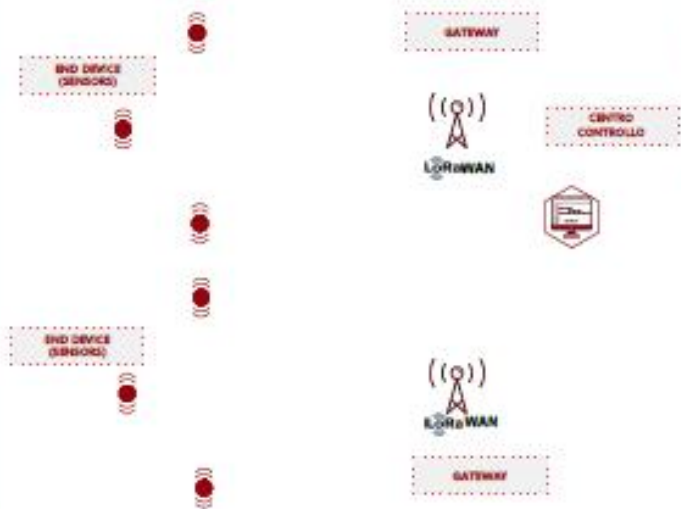 GATEWAY
END DEVICE
(SENSORS)
CENTRO
CONTROLLO
LoRaWAN
END DEVICE
(SENSORS)
LoRaWAN
GATEWAY